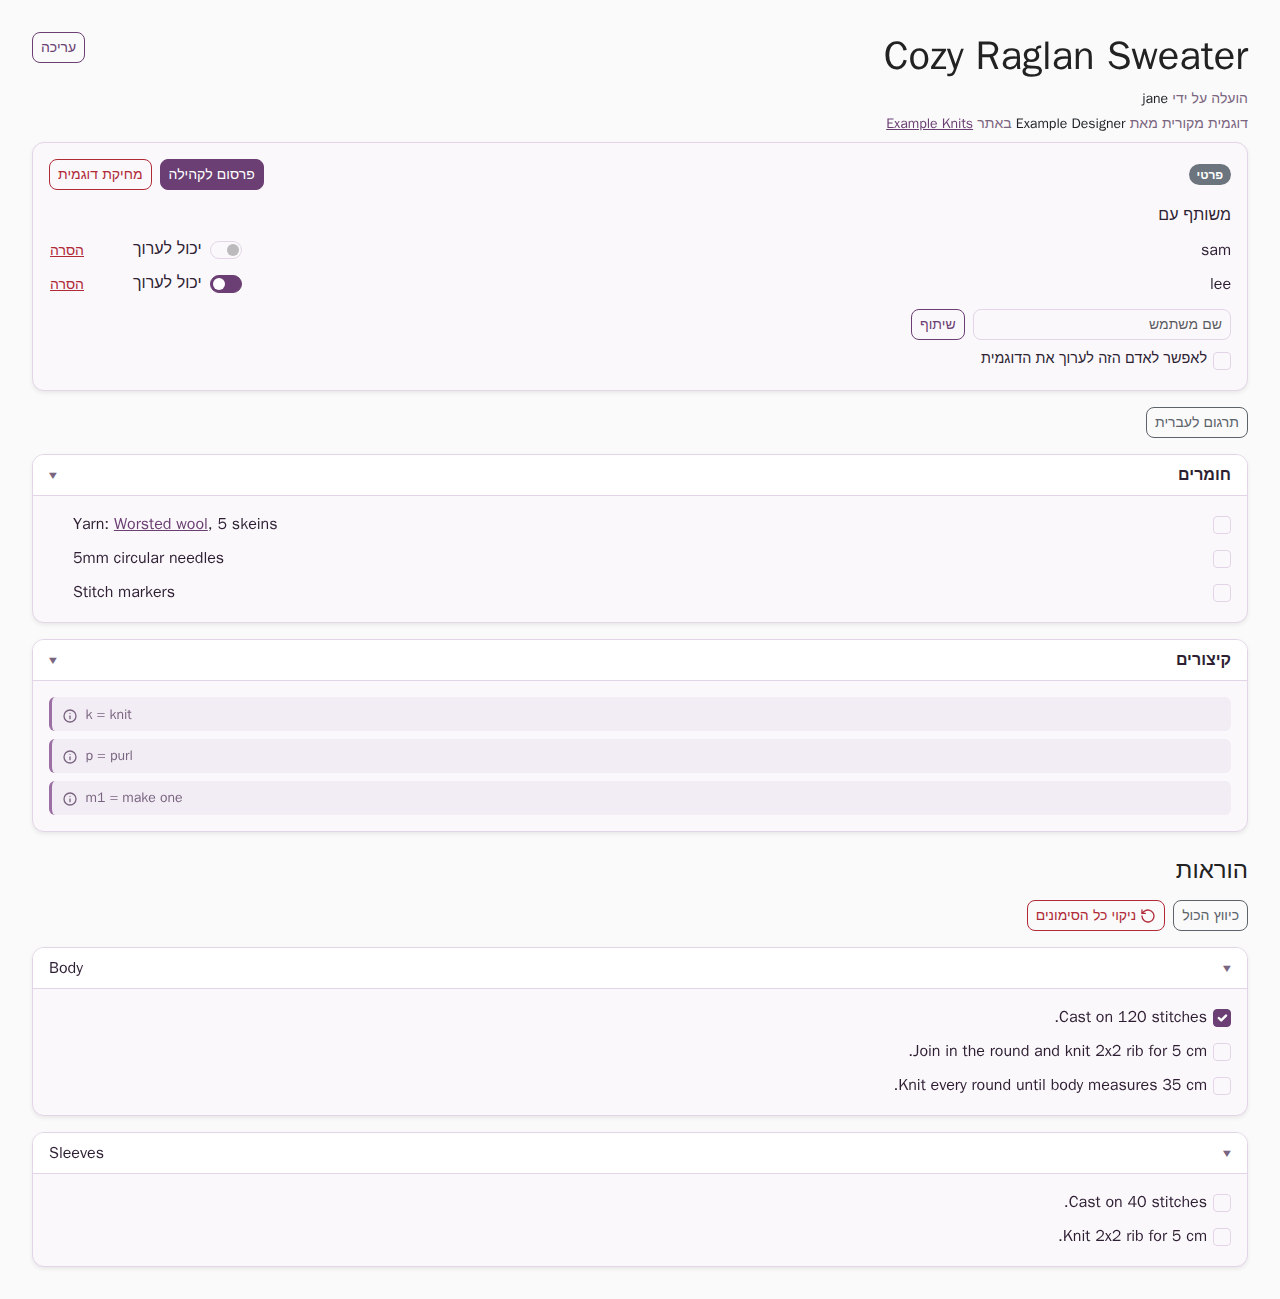 Cozy Raglan Sweater
עריכה
הועלה על ידי jane
דוגמית מקורית מאת Example Designer באתר Example Knits
פרטי
פרסום לקהילה
מחיקת דוגמית
משותף עם
sam
יכול לערוך
הסרה
lee
יכול לערוך
הסרה
שם משתמש
שיתוף
לאפשר לאדם הזה לערוך את הדוגמית
תרגום לעברית
חומרים
Yarn: Worsted wool, 5 skeins
5mm circular needles
Stitch markers
קיצורים
k = knit
p = purl
m1 = make one
הוראות
כיווץ הכול
ניקוי כל הסימונים
Body
Cast on 120 stitches.
Join in the round and knit 2x2 rib for 5 cm.
Knit every round until body measures 35 cm.
Sleeves
Cast on 40 stitches.
Knit 2x2 rib for 5 cm.